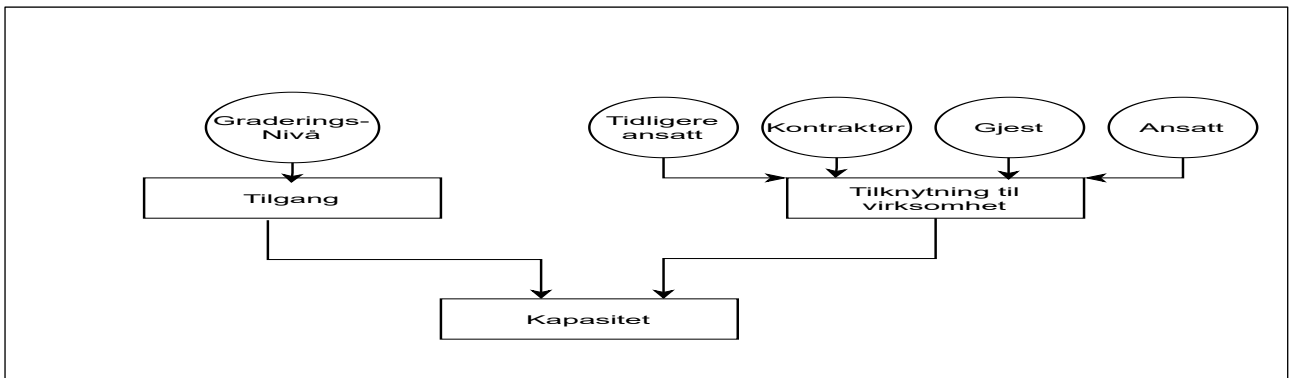 Graderings-
Nivå
Tidligere
ansatt
Kontraktør
Gjest
Ansatt
Tilgang
Tilknytning til
virksomhet
Kapasitet